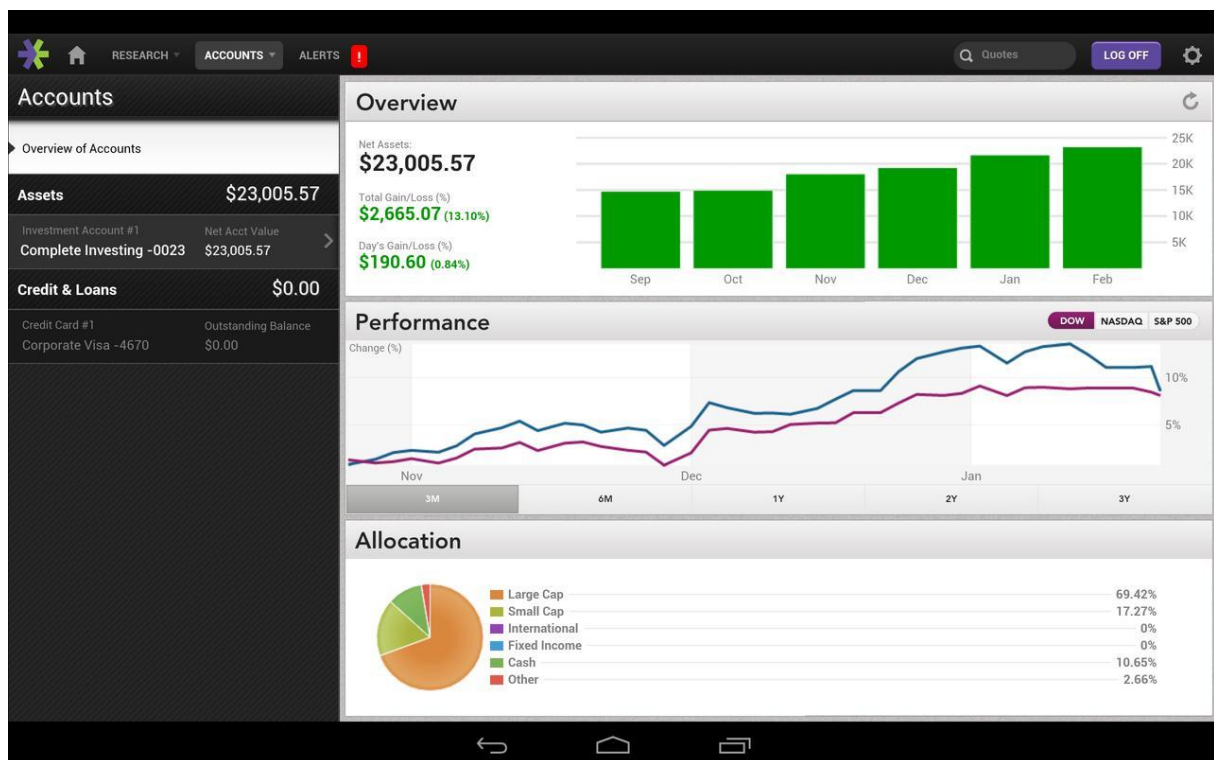 RESEARCH
ACCOUNTS
ALERTS
!
Quotes
LOG OFF
Accounts
Overview of Accounts
Assets $23,005.57
Investment Account #1 Net Acct Value
Complete Investing -0023 $23,005.57
Credit & Loans $0.00
Credit Card #1 Outstanding Balance
Corporate Visa -4670 $0.00
Overview
Net Assets:
$23,005.57
Total Gain/Loss (%)
$2,665.07 (13.10%)
Day's Gain/Loss (%)
$190.60 (0.84%)
25K
20K
15K
10K
5K
Sep Oct Nov Dec Jan Feb
Performance
DOW NASDAQ S&P 500
Change (%)
10%
5%
Nov Dec Jan
3M 6M 1Y 2Y 3Y
Allocation
Large Cap 69.42%
Small Cap 17.27%
International 0%
Fixed Income 0%
Cash 10.65%
Other 2.66%